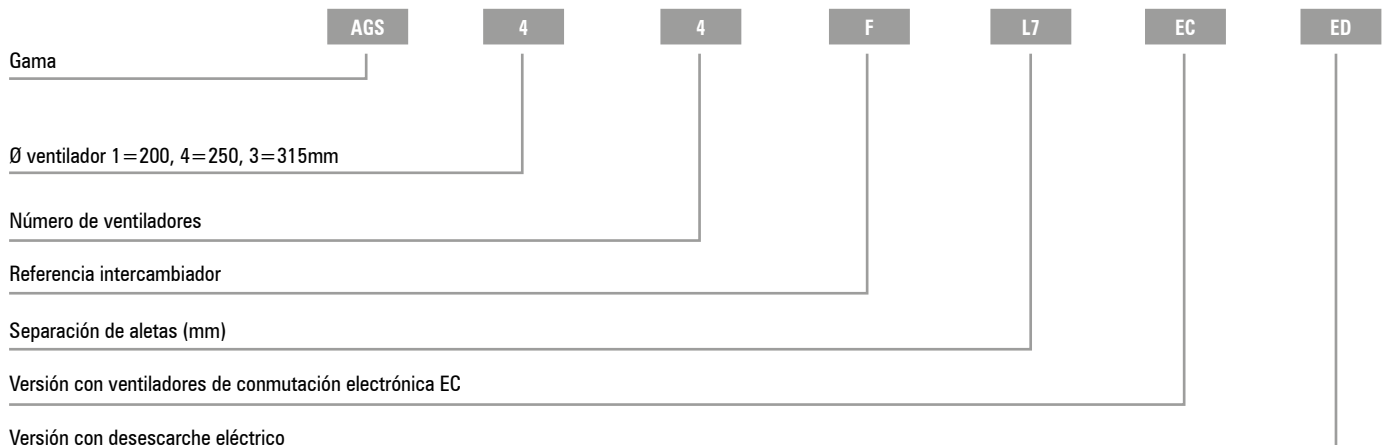 AGS 4 4 F L7 EC ED
Gama
Ø ventilador 1=200, 4=250, 3=315mm
Número de ventiladores
Referencia intercambiador
Separación de aletas (mm)
Versión con ventiladores de conmutación electrónica EC
Versión con desescarche eléctrico